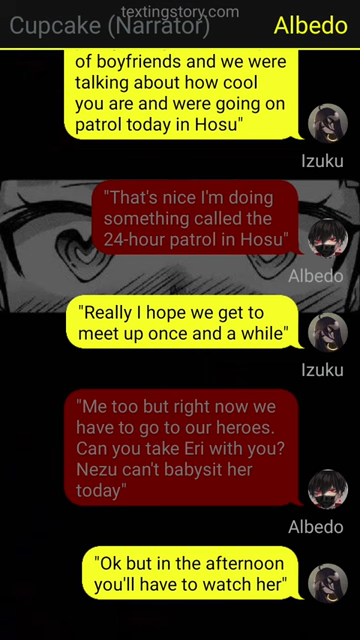 textingstory.com
Cupcake (Narrator)
Albedo
of boyfriends and we were
talking about how cool
you are and were going on
patrol today in Hosu"
Izuku
"That's nice I'm doing
something called the
24-hour patrol in Hosu"
Albedo
"Really I hope we get to
meet up once and a while"
Izuku
"Me too but right now we
have to go to our heroes.
Can you take Eri with you?
Nezu can't babysit her
today"
Albedo
"Ok but in the afternoon
you'll have to watch her"